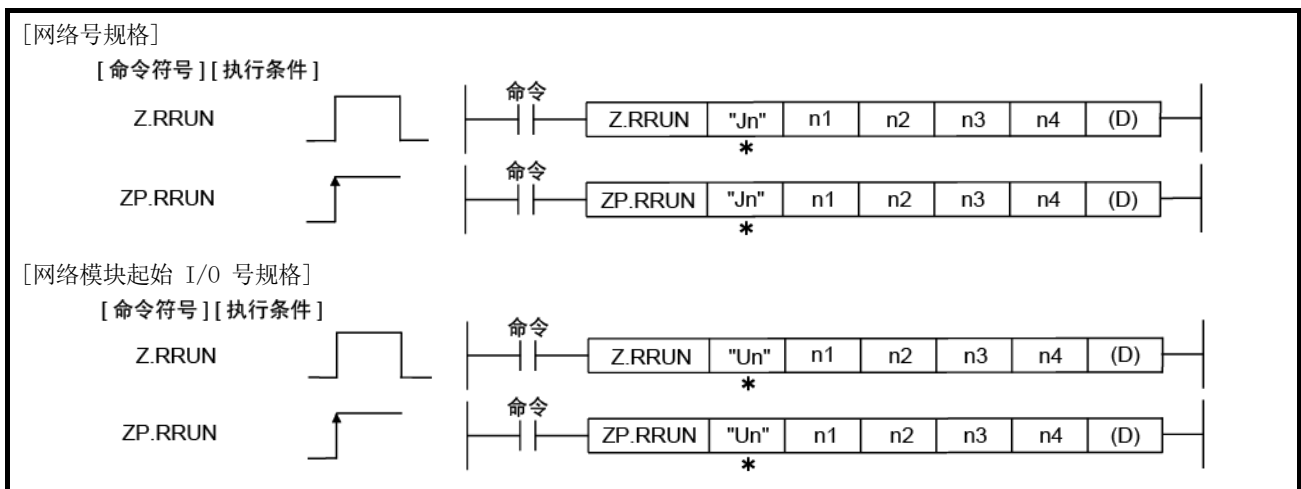 [网络号规格]
[命令符号][执行条件]
命令
Z.RRUN Z.RRUN "Jn" n1 n2 n3 n4 (D)
*
命令
ZP.RRUN ZP.RRUN "Jn" n1 n2 n3 n4 (D)
*
[网络模块起始 I/O 号规格]
[命令符号][执行条件]
命令
Z.RRUN Z.RRUN "Un" n1 n2 n3 n4 (D)
*
命令
ZP.RRUN ZP.RRUN "Un" n1 n2 n3 n4 (D)
*